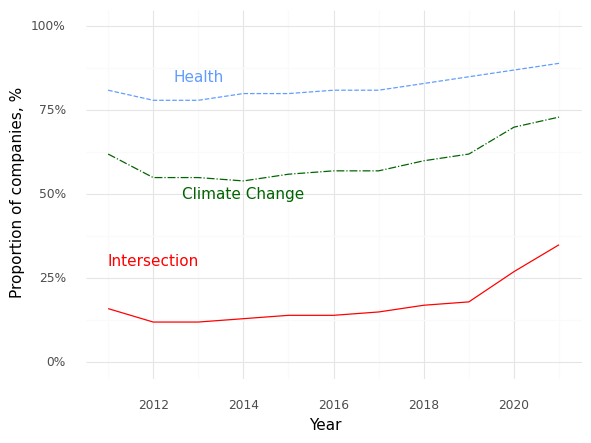 100%
Health
75%
Proportion of companies, %
50%
Climate Change
Intersection
25%
0%
2012 2014 2016 2018 2020
Year